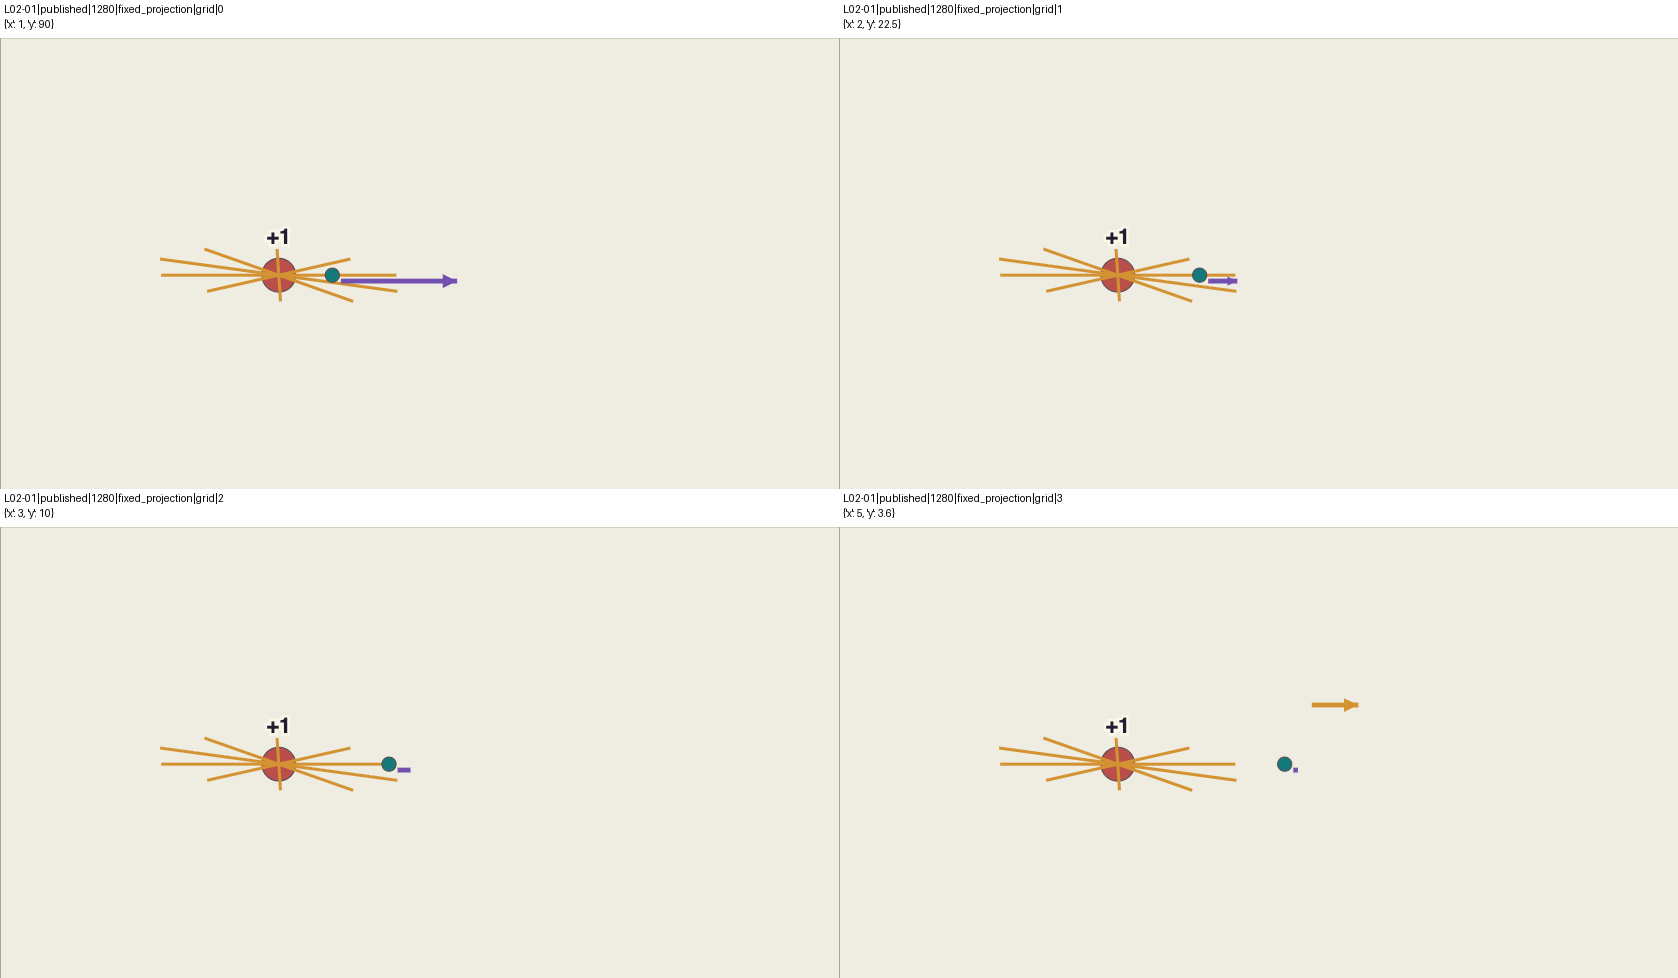 L02-01|published|1280|fixed_projection|grid|0
{'x': 1, 'y': 90}
+1
L02-01|published|1280|fixed_projection|grid|1
{'x': 2, 'y': 22.5}
+1
L02-01|published|1280|fixed_projection|grid|2
{'x': 3, 'y': 10}
+1
L02-01|published|1280|fixed_projection|grid|3
{'x': 5, 'y': 3.6}
+1